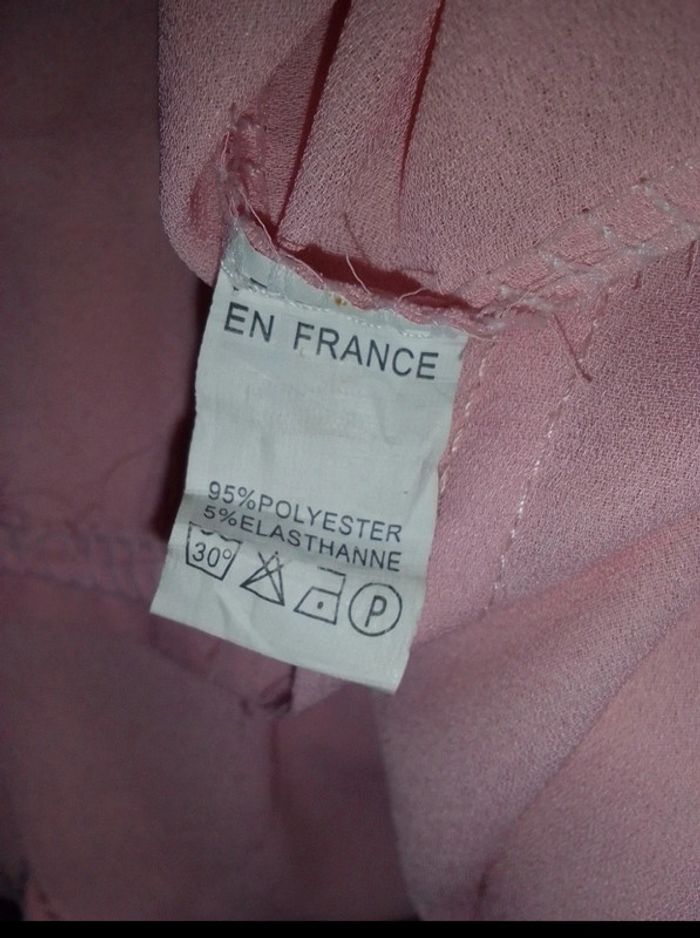 EN FRANCE
95%POLYESTER
5%ELASTHANNE
30° P